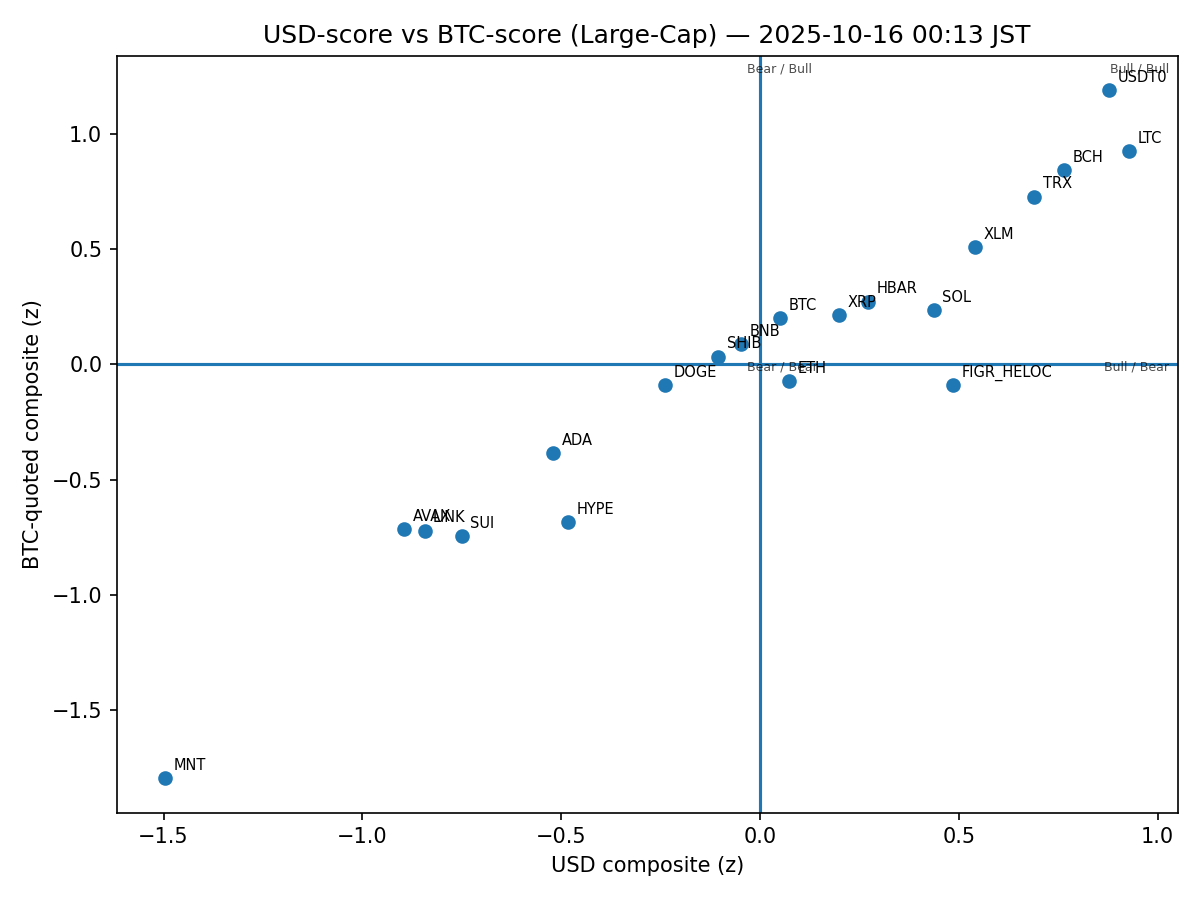 USD-score vs BTC-score (Large-Cap) — 2025-10-16 00:13 JST
Bear / Bull
Bull / Bull
USDT0
LTC
BCH
TRX
XLM
HBAR
SOL
XRP
BTC
BNB
SHIB
Bear / Bear
ETH
Bull / Bear
DOGE
FIGR_HELOC
ADA
HYPE
AVAX
LINK
SUI
MNT
1.0
0.5
0.0
−0.5
−1.0
−1.5
BTC-quoted composite (z)
−1.5
−1.0
−0.5
0.0
0.5
1.0
USD composite (z)